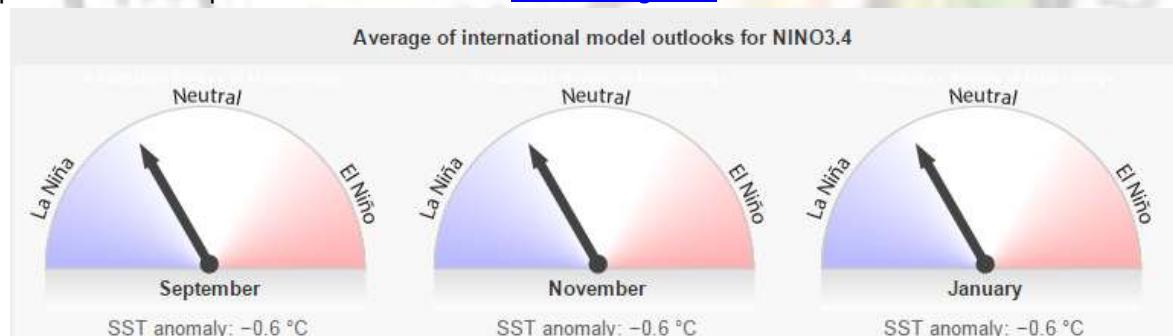 Average of international model outlooks for NINO3.4
Neutral Neutral Neutral
La Niña El Niño La Niña El Niño La Niña El Niño
September November January
SST anomaly: −0.6 °C SST anomaly: −0.6 °C SST anomaly: −0.6 °C